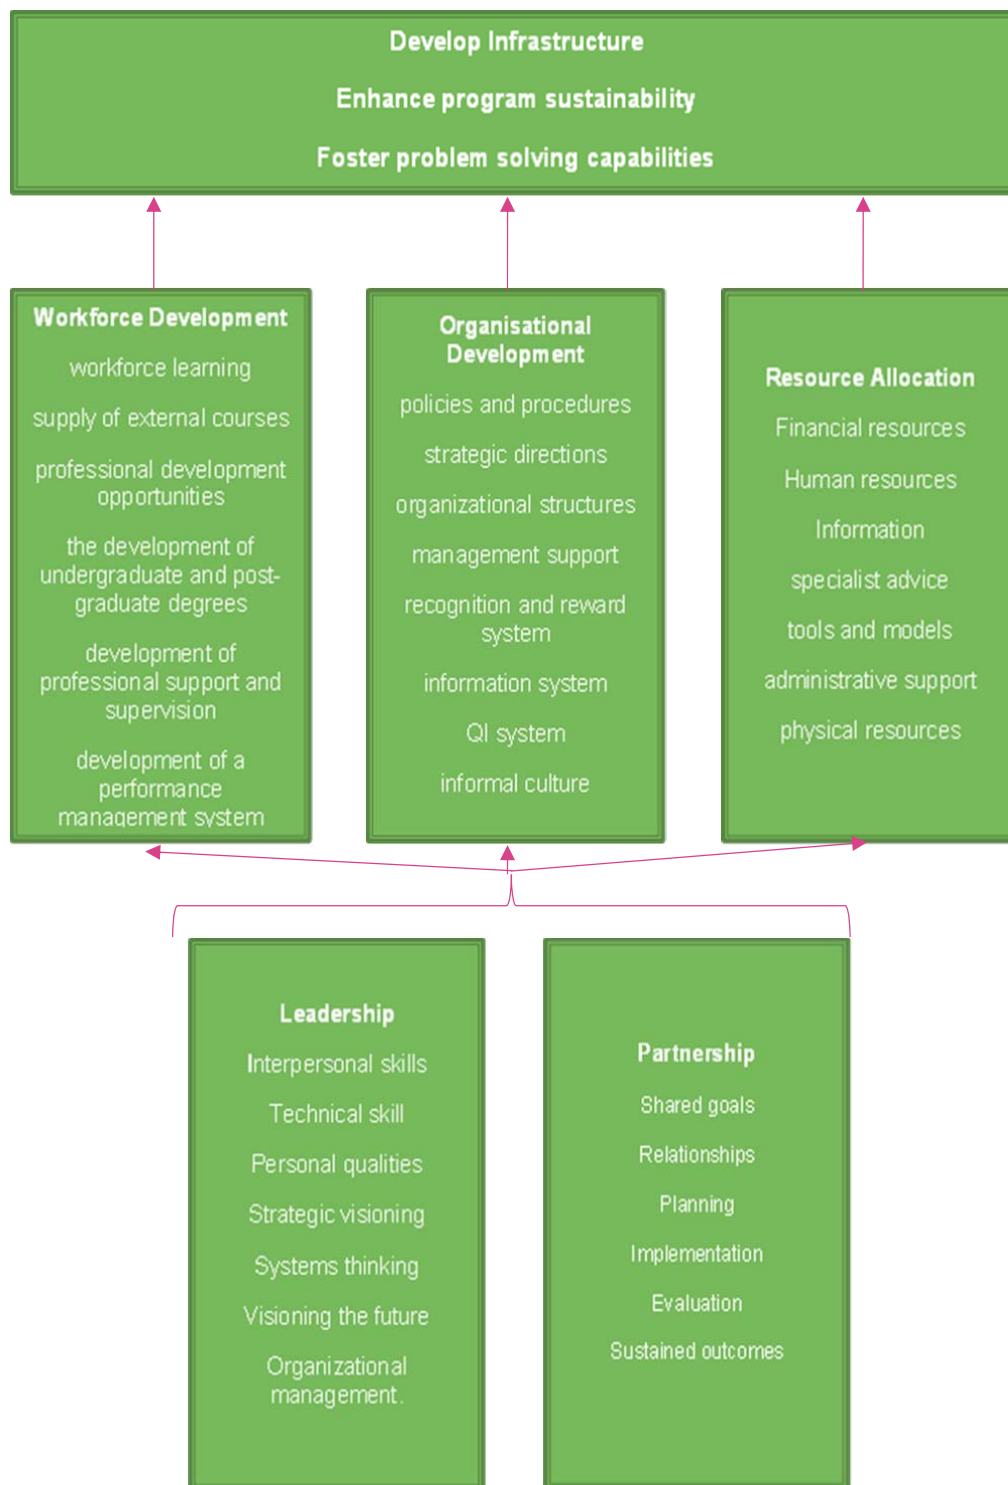 Develop Infrastructure
Enhance program sustainability
Foster problem solving capabilities
Workforce Development
workforce learning
supply of external courses
professional development
opportunities
the development of
undergraduate and post-
graduate degrees
development of
professional support and
supervision
development of a
performance
management system
Organisational
Development
policies and procedures
strategic directions
organizational structures
management support
recognition and reward
system
information system
QI system
informal culture
Resource Allocation
Financial resources
Human resources
Information
specialist advice
tools and models
administrative support
physical resources
Leadership
Interpersonal skills
Technical skill
Personal qualities
Strategic visioning
Systems thinking
Visioning the future
Organizational
management.
Partnership
Shared goals
Relationships
Planning
Implementation
Evaluation
Sustained outcomes